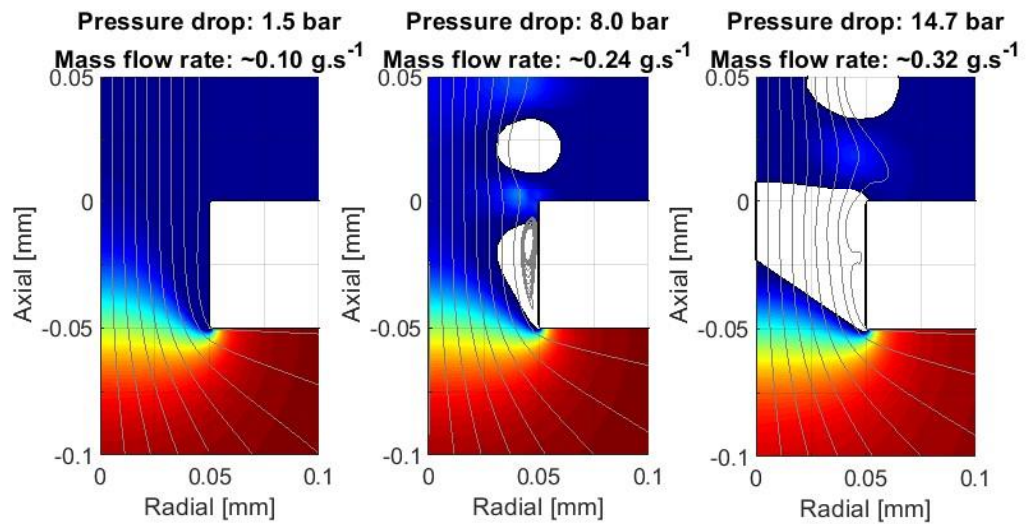 Pressure drop: 1.5 bar
Mass flow rate: ~0.10 g.s⁻¹
0.05
0
-0.05
-0.1
Axial [mm]
0
0.05
0.1
Radial [mm]
Pressure drop: 8.0 bar
Mass flow rate: ~0.24 g.s⁻¹
0.05
0
-0.05
-0.1
Axial [mm]
0
0.05
0.1
Radial [mm]
Pressure drop: 14.7 bar
Mass flow rate: ~0.32 g.s⁻¹
0.05
0
-0.05
-0.1
Axial [mm]
0
0.05
0.1
Radial [mm]